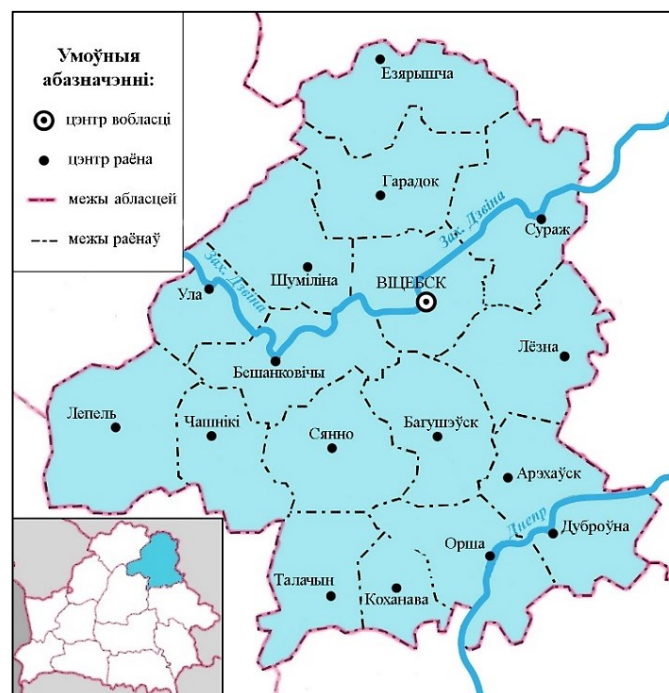 Умоўныя
абазначэнні:
цэнтр вобласці
цэнтр раёна
межы абласцей
межы раёнаў
Езярышча
Гарадок
Зах. Дзвіна
Сураж
Зах. Дзвіна
Шуміліна
ВІЦЕБСК
Ула
Лёзна
Бешанковічы
Лепель
Чашнікі
Сянно
Багушэўск
Арэхаўск
Днепр
Дуброўна
Орша
Талачын
Коханава